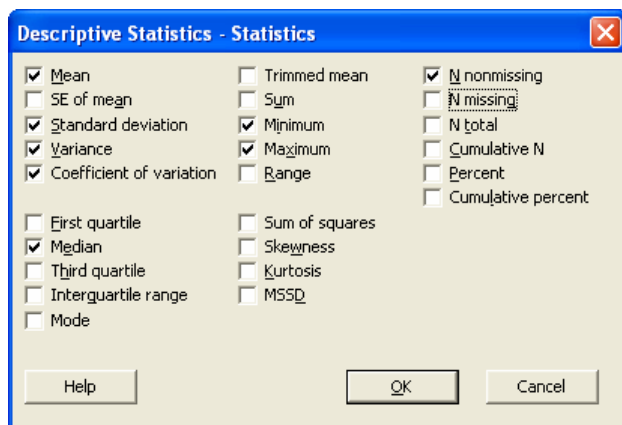 Descriptive Statistics - Statistics
Mean Trimmed mean N nonmissing
SE of mean Sum N missing
Standard deviation Minimum N total
Variance Maximum Cumulative N
Coefficient of variation Range Percent
Cumulative percent
First quartile Sum of squares
Median Skewness
Third quartile Kurtosis
Interquartile range MSSD
Mode
Help OK Cancel